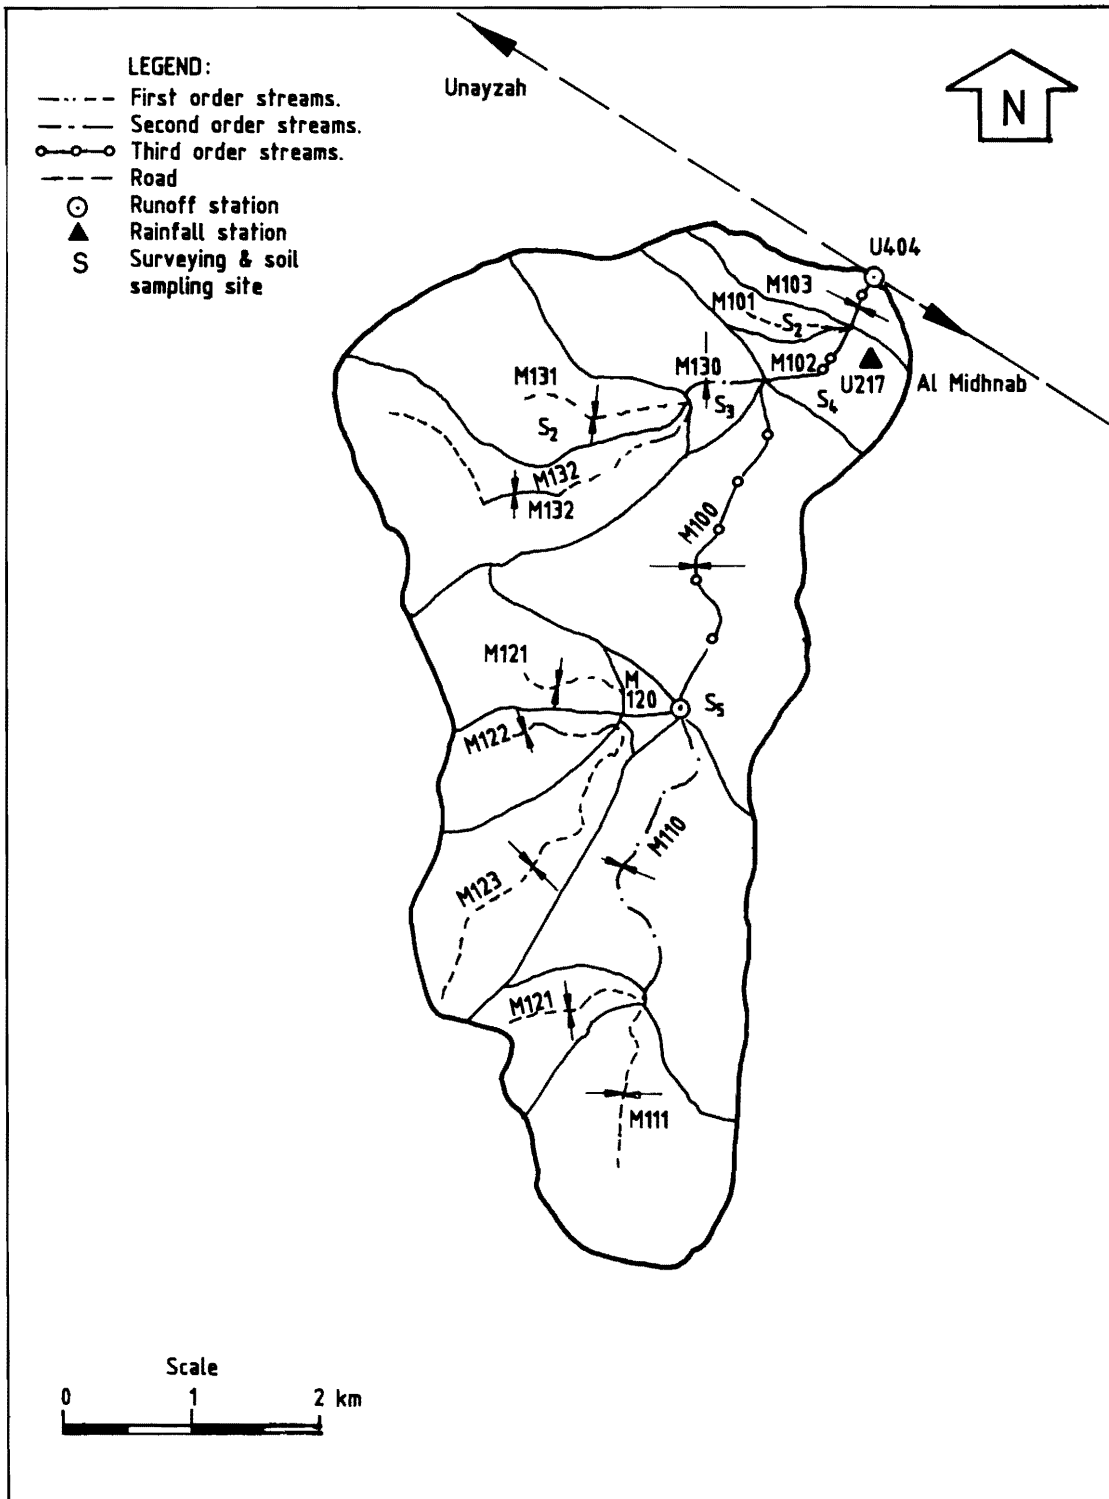 LEGEND:
First order streams.
Second order streams.
Third order streams.
Road
Runoff station
Rainfall station
S Surveying & soil
sampling site
Unayzah
N
U404
M103
M101
S2
M102
U217
Al Midhnab
M130
S3
S4
M131
S2
M132
M132
M100
M121
M
120
S5
M122
M110
M123
M121
M111
Scale
0 1 2 km